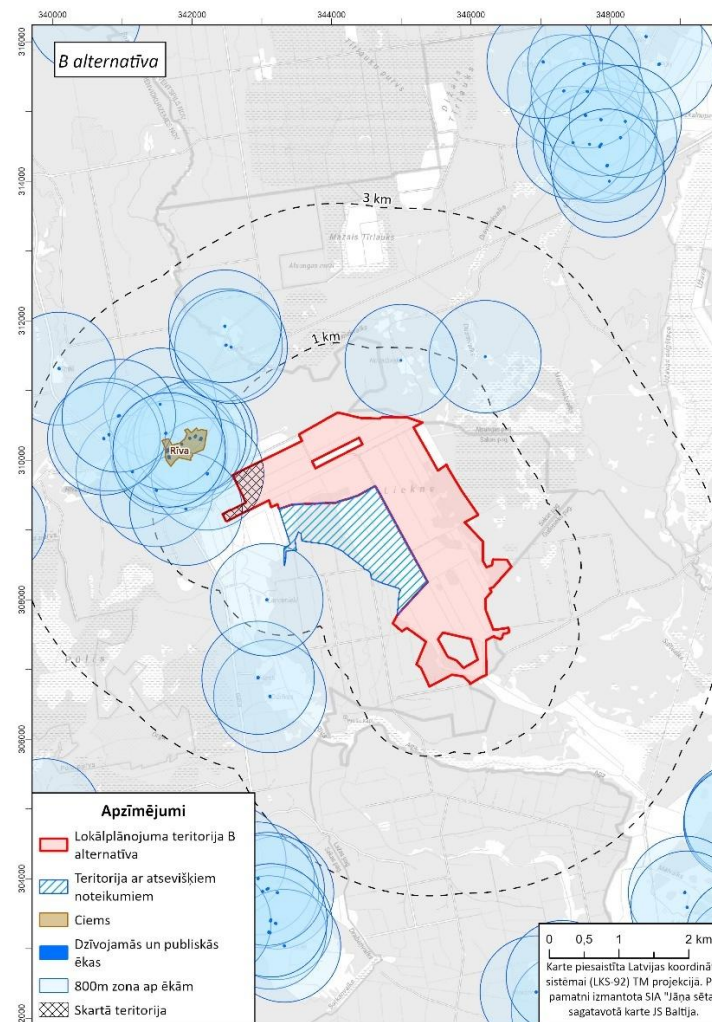 340000
342000
344000
346000
348000
316000
B alternatīva
314000
3 km
Mazais Tīrlauks
312000
1 km
310000
Rīva
308000
306000
304000
302000
Apzīmējumi
Lokālplānojuma teritorija B
alternatīva
Teritorija ar atsevišķiem
noteikumiem
Ciems
Dzīvojamās un publiskās
ēkas
800m zona ap ēkām
Skartā teritorija
0 0,5 1 2 km
Karte piesaistīta Latvijas koordināt
sistēmai (LKS-92) TM projekcijā. P
pamatni izmantota SIA "Jāņa sēta
sagatavotā karte JS Baltija.